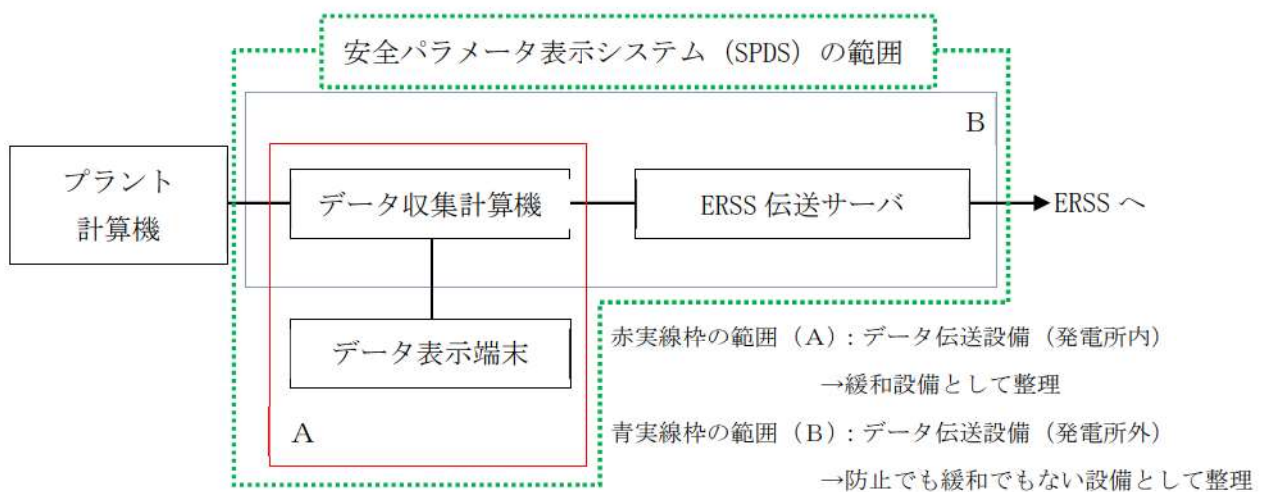 安全パラメータ表示システム（SPDS）の範囲
B
プラント
計算機
データ収集計算機
ERSS 伝送サーバ
ERSS へ
データ表示端末
A
赤実線枠の範囲（A）：データ伝送設備（発電所内）
→緩和設備として整理
青実線枠の範囲（B）：データ伝送設備（発電所外）
→防止でも緩和でもない設備として整理